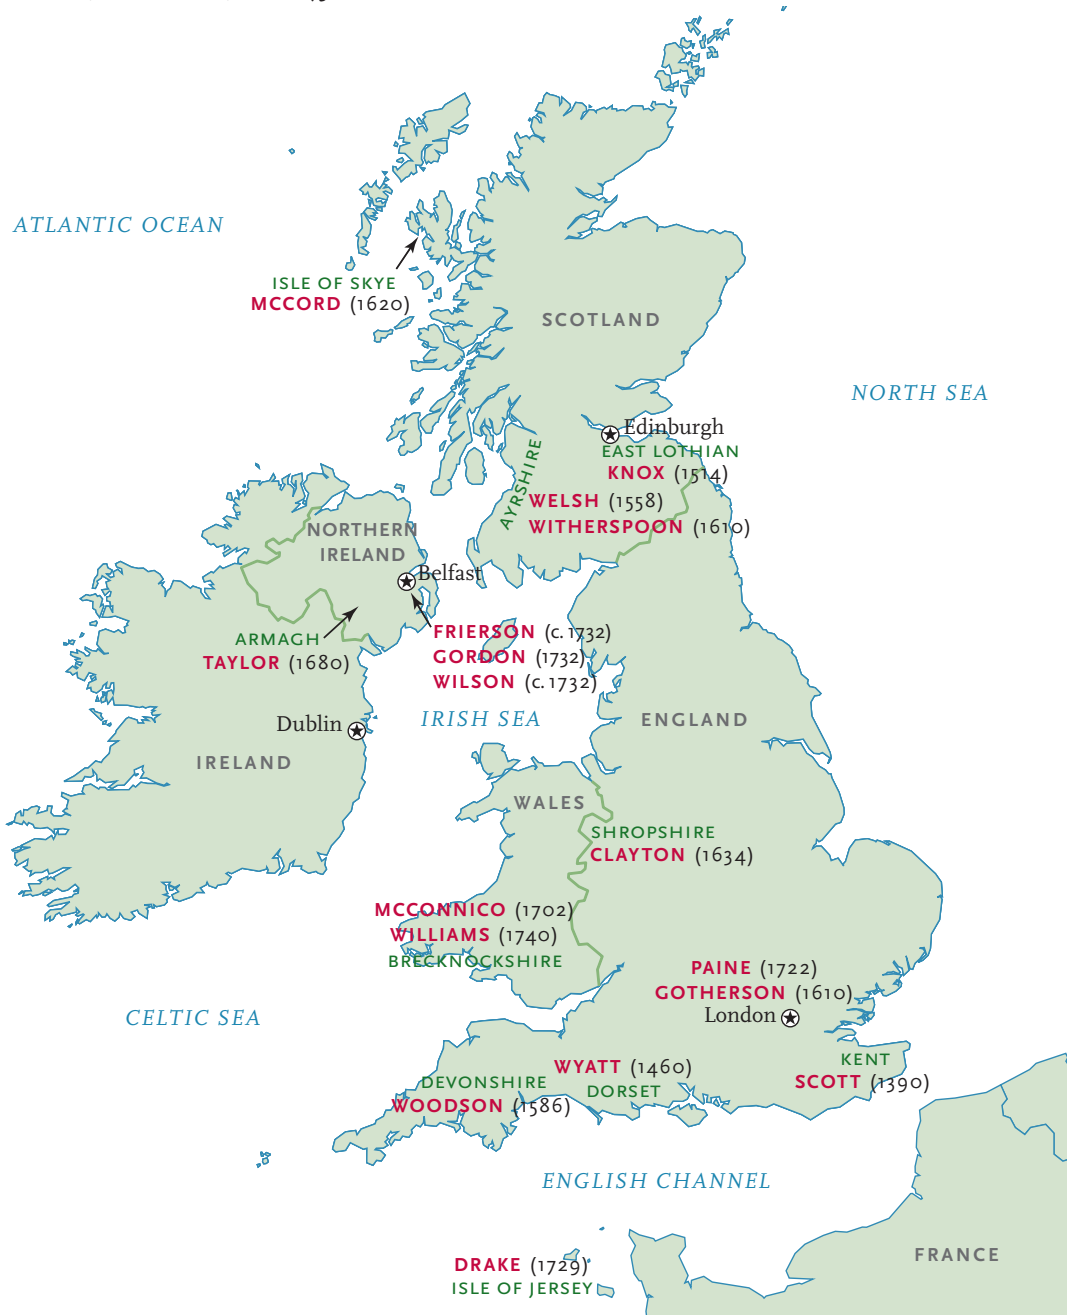 ATLANTIC OCEAN
ISLE OF SKYE
MCCORD (1620)
SCOTLAND
NORTH SEA
Edinburgh
EAST LOTHIAN
KNOX (1514)
AYRSHIRE
WELSH (1558)
WITHERSPOON (1610)
NORTHERN
IRELAND
Belfast
ARMAGH
TAYLOR (1680)
FRIERSON (c. 1732)
GORDON (1732)
WILSON (c. 1732)
Dublin
IRISH SEA
ENGLAND
IRELAND
WALES
SHROPSHIRE
CLAYTON (1634)
MCCONNICO (1702)
WILLIAMS (1740)
BRECKNOCKSHIRE
PAINE (1722)
GOTHERSON (1610)
London
CELTIC SEA
KENT
SCOTT (1390)
WYATT (1460)
DORSET
DEVONSHIRE
WOODSON (1586)
ENGLISH CHANNEL
FRANCE
DRAKE (1729)
ISLE OF JERSEY